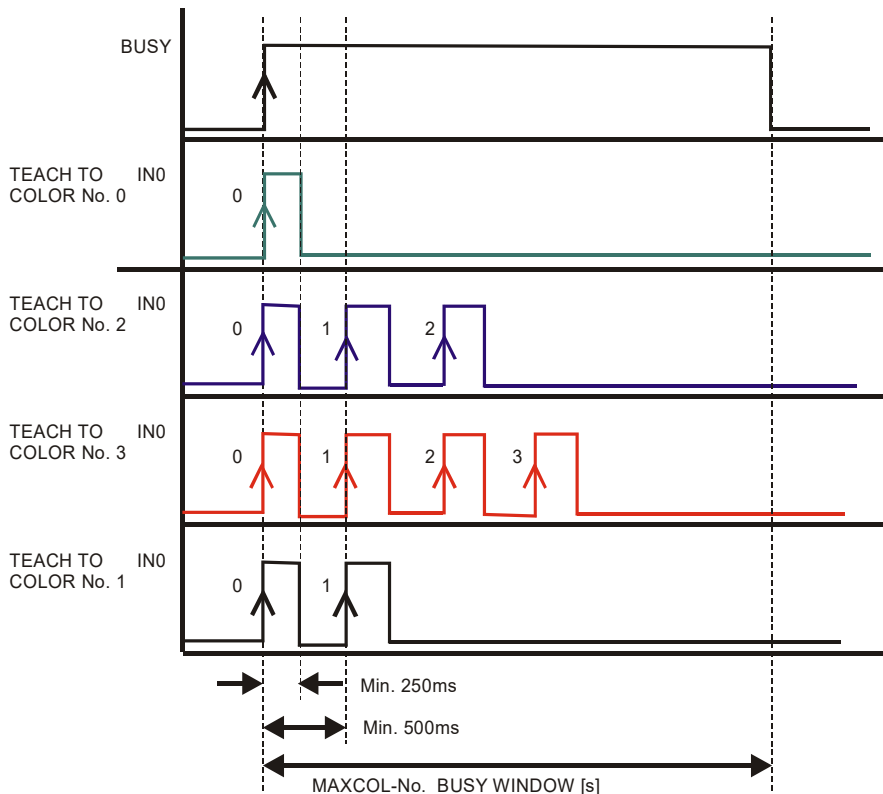 BUSY
TEACH TO IN0
COLOR No. 0
0
TEACH TO IN0
COLOR No. 2
0 1 2
TEACH TO IN0
COLOR No. 3
0 1 2 3
TEACH TO IN0
COLOR No. 1
0 1
Min. 250ms
Min. 500ms
MAXCOL-No. BUSY WINDOW [s]